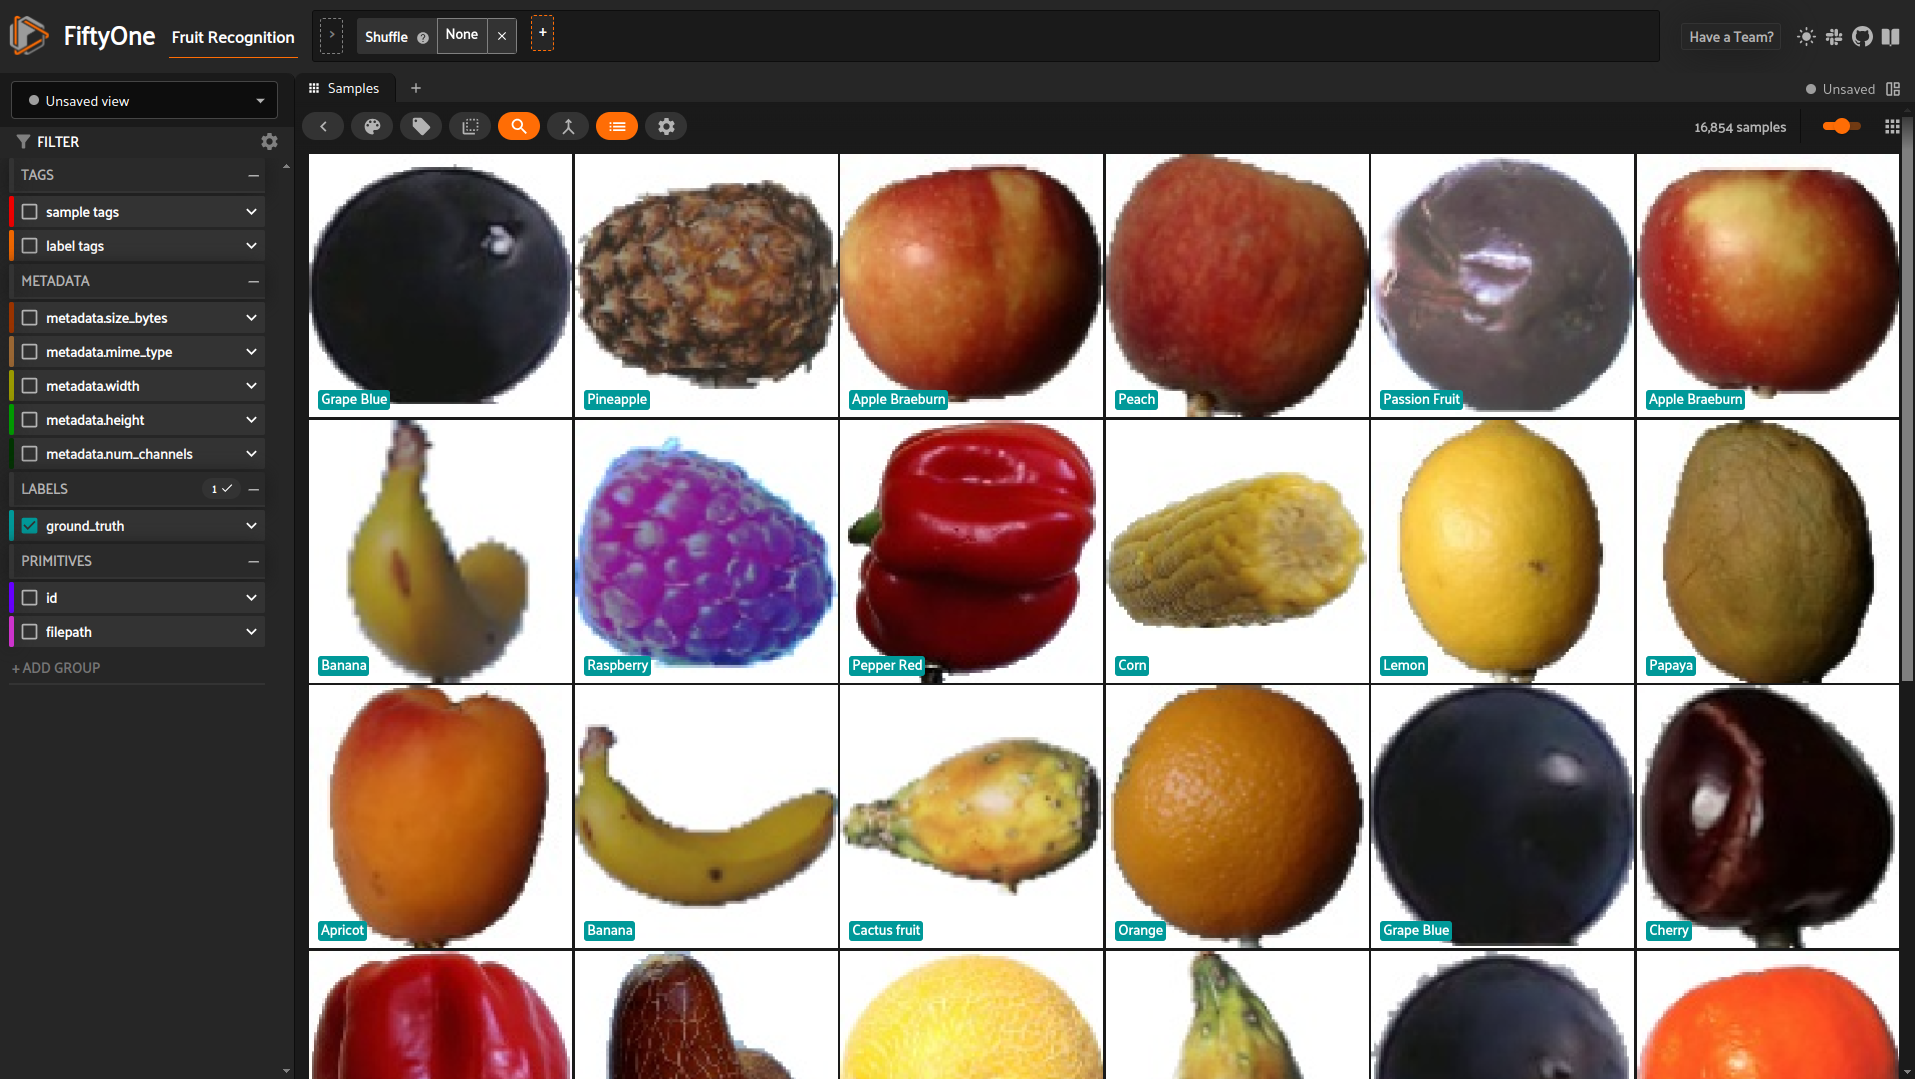 FiftyOne
Fruit Recognition
Shuffle
None
+
Have a Team?
Unsaved view
Samples
+
Unsaved
16,854 samples
FILTER
TAGS
sample tags
label tags
METADATA
metadata.size_bytes
metadata.mime_type
metadata.width
metadata.height
metadata.num_channels
LABELS
1
ground_truth
PRIMITIVES
id
filepath
+ ADD GROUP
Grape Blue
Pineapple
Apple Braeburn
Peach
Passion Fruit
Apple Braeburn
Banana
Raspberry
Pepper Red
Corn
Lemon
Papaya
Apricot
Banana
Cactus fruit
Orange
Grape Blue
Cherry